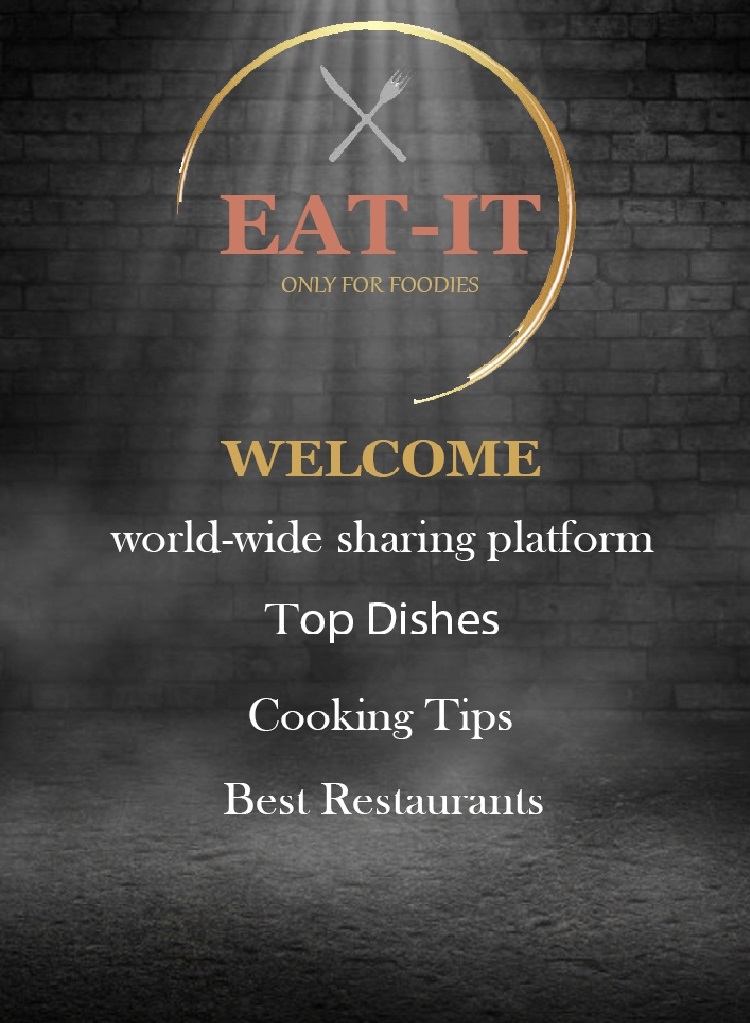 EAT-IT
ONLY FOR FOODIES
WELCOME
world-wide sharing platform
Top Dishes
Cooking Tips
Best Restaurants